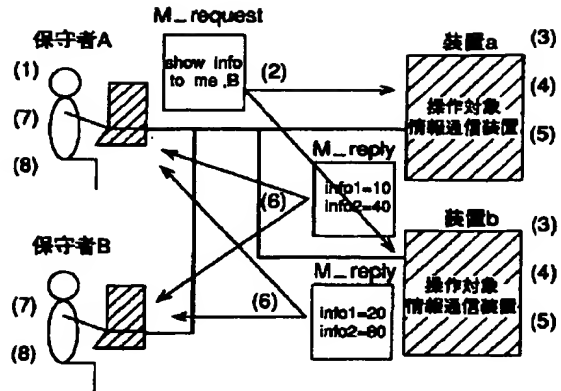 M_request
保守者A
装置a
(3)
(1)
show info
to me ,B
(2)
(4)
(7)
操作対象
情報通信装置
(5)
(8)
M_reply
info1=10
info2=40
(6)
装置b
(3)
保守者B
M_reply
(4)
(7)
(6)
info1=20
info2=80
操作対象
情報通信装置
(5)
(8)